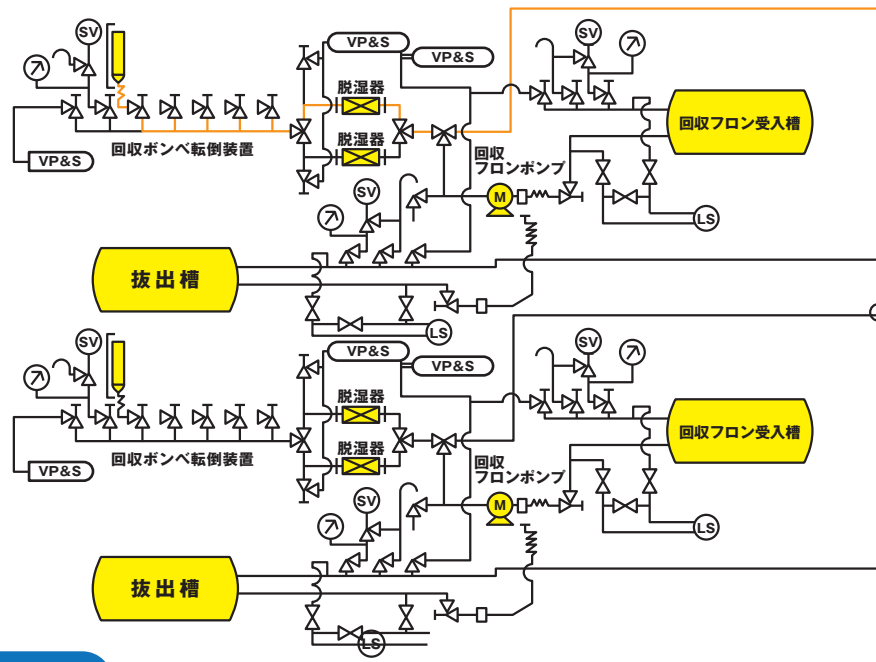 SV
VP&S
VP&S
SV
脱湿器
脱湿器
回収ボンベ転倒装置
VP&S
回収フロン受入槽
回収
フロンポンプ
M
SV
LS
抜出槽
LS
SV
VP&S
VP&S
SV
脱湿器
脱湿器
回収ボンベ転倒装置
VP&S
回収フロン受入槽
回収
フロンポンプ
M
SV
LS
抜出槽
LS